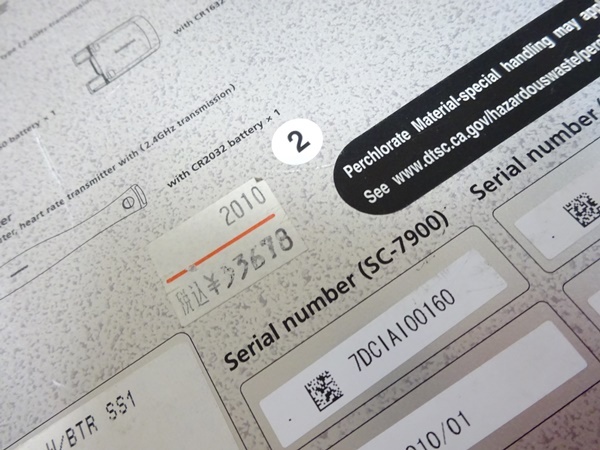 with CR1632
battery × 1
heart rate transmitter with (2.4GHz transmission)
with CR2032 battery × 1
2
Perchlorate Material-special handling may
See www.dtsc.ca.gov/hazardouswaste/
2010
税込¥33678
Serial number (SC-7900)
Serial number
7DCIAI00160
/BTR SS1
010/01